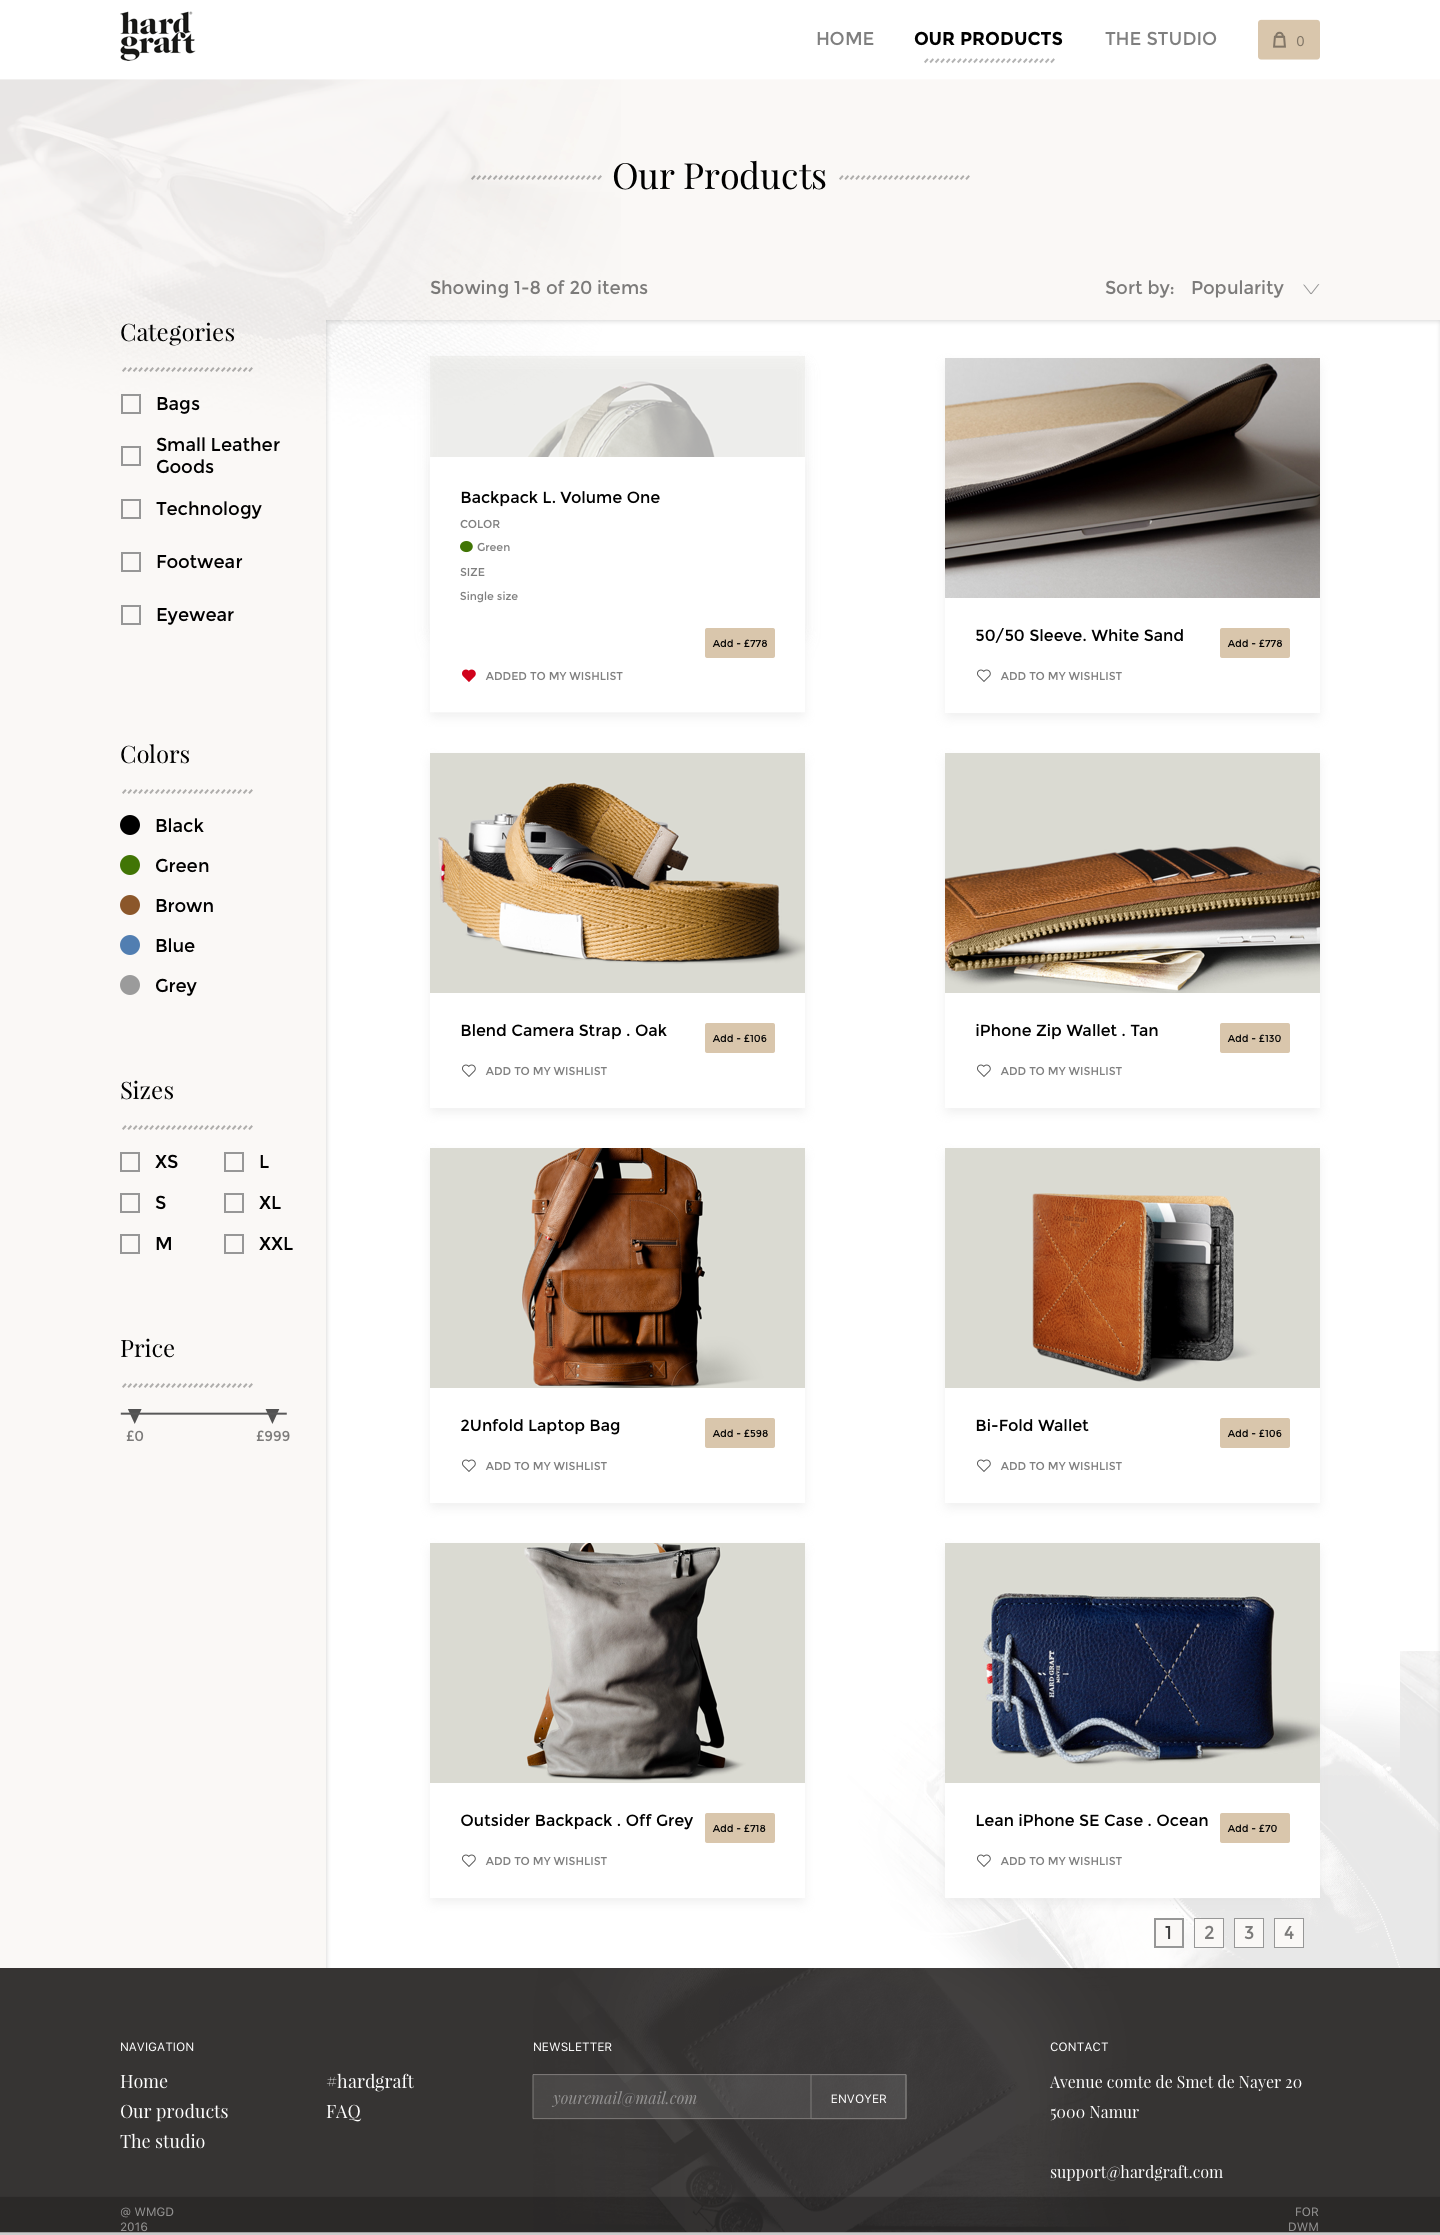 hard
graft
HOME
OUR PRODUCTS
THE STUDIO
0
Our Products
Showing 1-8 of 20 items
Sort by: Popularity
Categories
Bags
Small Leather
Goods
Technology
Footwear
Eyewear
Colors
Black
Green
Brown
Blue
Grey
Sizes
XS
L
S
XL
M
XXL
Price
£0
£999
Backpack L. Volume One
COLOR
Green
SIZE
Single size
Add - £778
ADDED TO MY WISHLIST
50/50 Sleeve. White Sand
Add - £778
ADD TO MY WISHLIST
Blend Camera Strap . Oak
Add - £106
ADD TO MY WISHLIST
iPhone Zip Wallet . Tan
Add - £130
ADD TO MY WISHLIST
2Unfold Laptop Bag
Add - £598
ADD TO MY WISHLIST
Bi-Fold Wallet
Add - £106
ADD TO MY WISHLIST
Outsider Backpack . Off Grey
Add - £718
ADD TO MY WISHLIST
HARD GRAFT
Lean iPhone SE Case . Ocean
Add - £70
ADD TO MY WISHLIST
1
2
3
4
NAVIGATION
Home
Our products
The studio
#hardgraft
FAQ
NEWSLETTER
youremail@mail.com
ENVOYER
CONTACT
Avenue comte de Smet de Nayer 20
5000 Namur
support@hardgraft.com
@ WMGD
2016
FOR
DWM